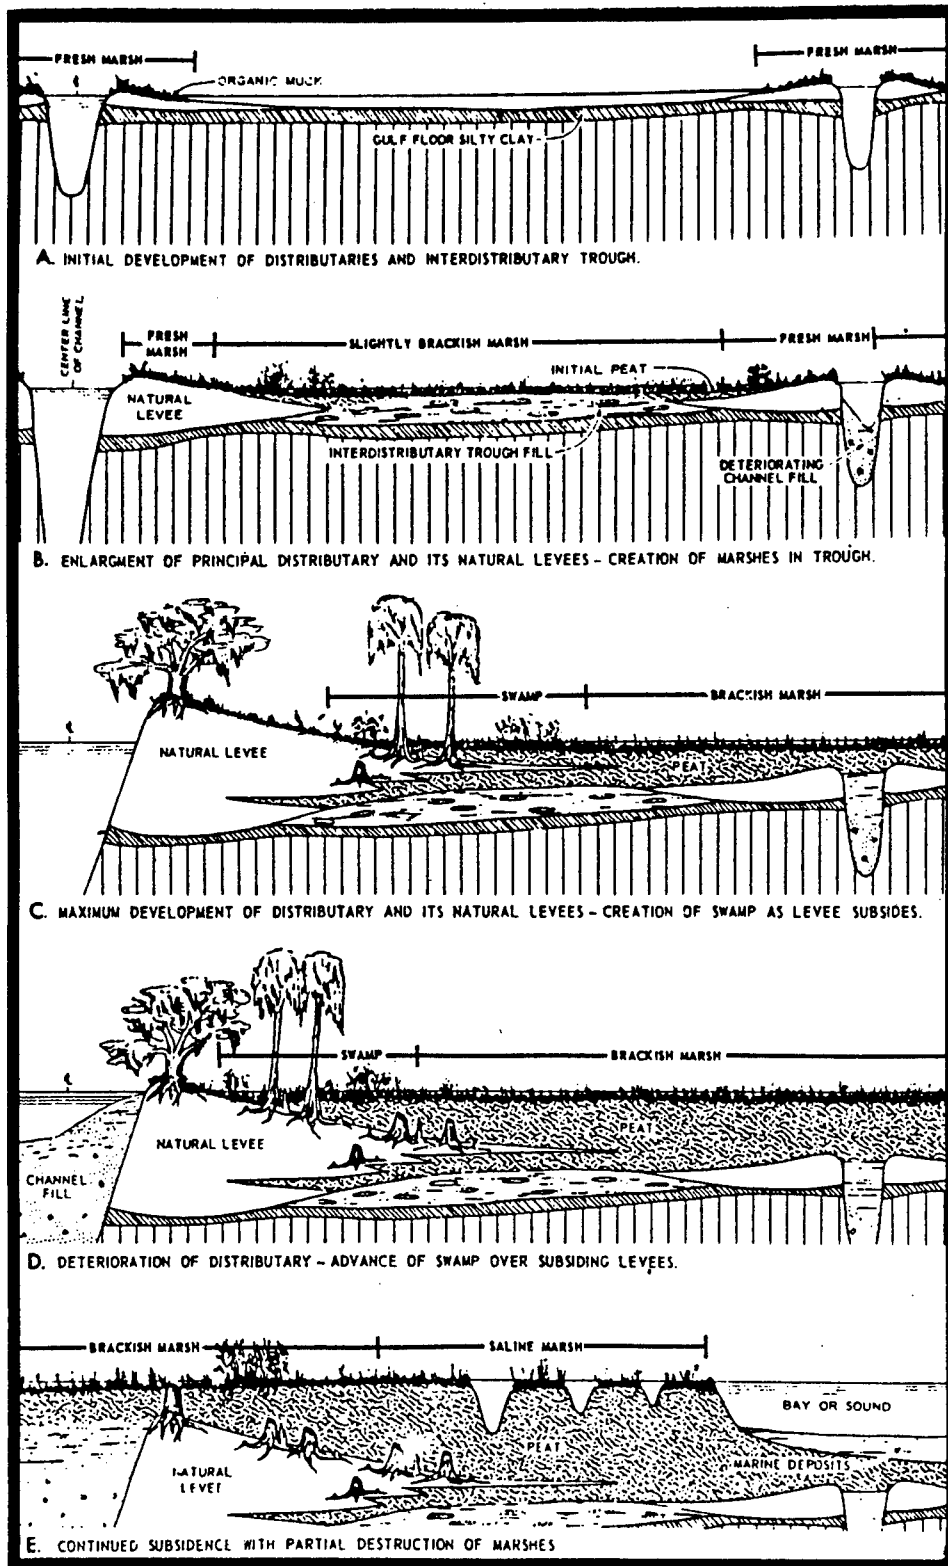 FRESH MARSH
FRESH MARSH
℄
ORGANIC MUCK
GULF FLOOR SILTY CLAY
A. INITIAL DEVELOPMENT OF DISTRIBUTARIES AND INTERDISTRIBUTARY TROUGH.
CENTER LINE
OF CHANNEL
FRESH
MARSH
SLIGHTLY BRACKISH MARSH
FRESH MARSH
INITIAL PEAT
NATURAL
LEVEE
INTERDISTRIBUTARY TROUGH FILL
DETERIORATING
CHANNEL FILL
B. ENLARGMENT OF PRINCIPAL DISTRIBUTARY AND ITS NATURAL LEVEES - CREATION OF MARSHES IN TROUGH.
SWAMP
BRACKISH MARSH
℄
NATURAL LEVEE
PEAT
C. MAXIMUM DEVELOPMENT OF DISTRIBUTARY AND ITS NATURAL LEVEES - CREATION OF SWAMP AS LEVEE SUBSIDES.
SWAMP
BRACKISH MARSH
℄
PEAT
NATURAL LEVEE
CHANNEL
FILL
D. DETERIORATION OF DISTRIBUTARY - ADVANCE OF SWAMP OVER SUBSIDING LEVEES.
BRACKISH MARSH
SALINE MARSH
BAY OR SOUND
PEAT
MARINE DEPOSITS
NATURAL
LEVEE
E. CONTINUED SUBSIDENCE WITH PARTIAL DESTRUCTION OF MARSHES